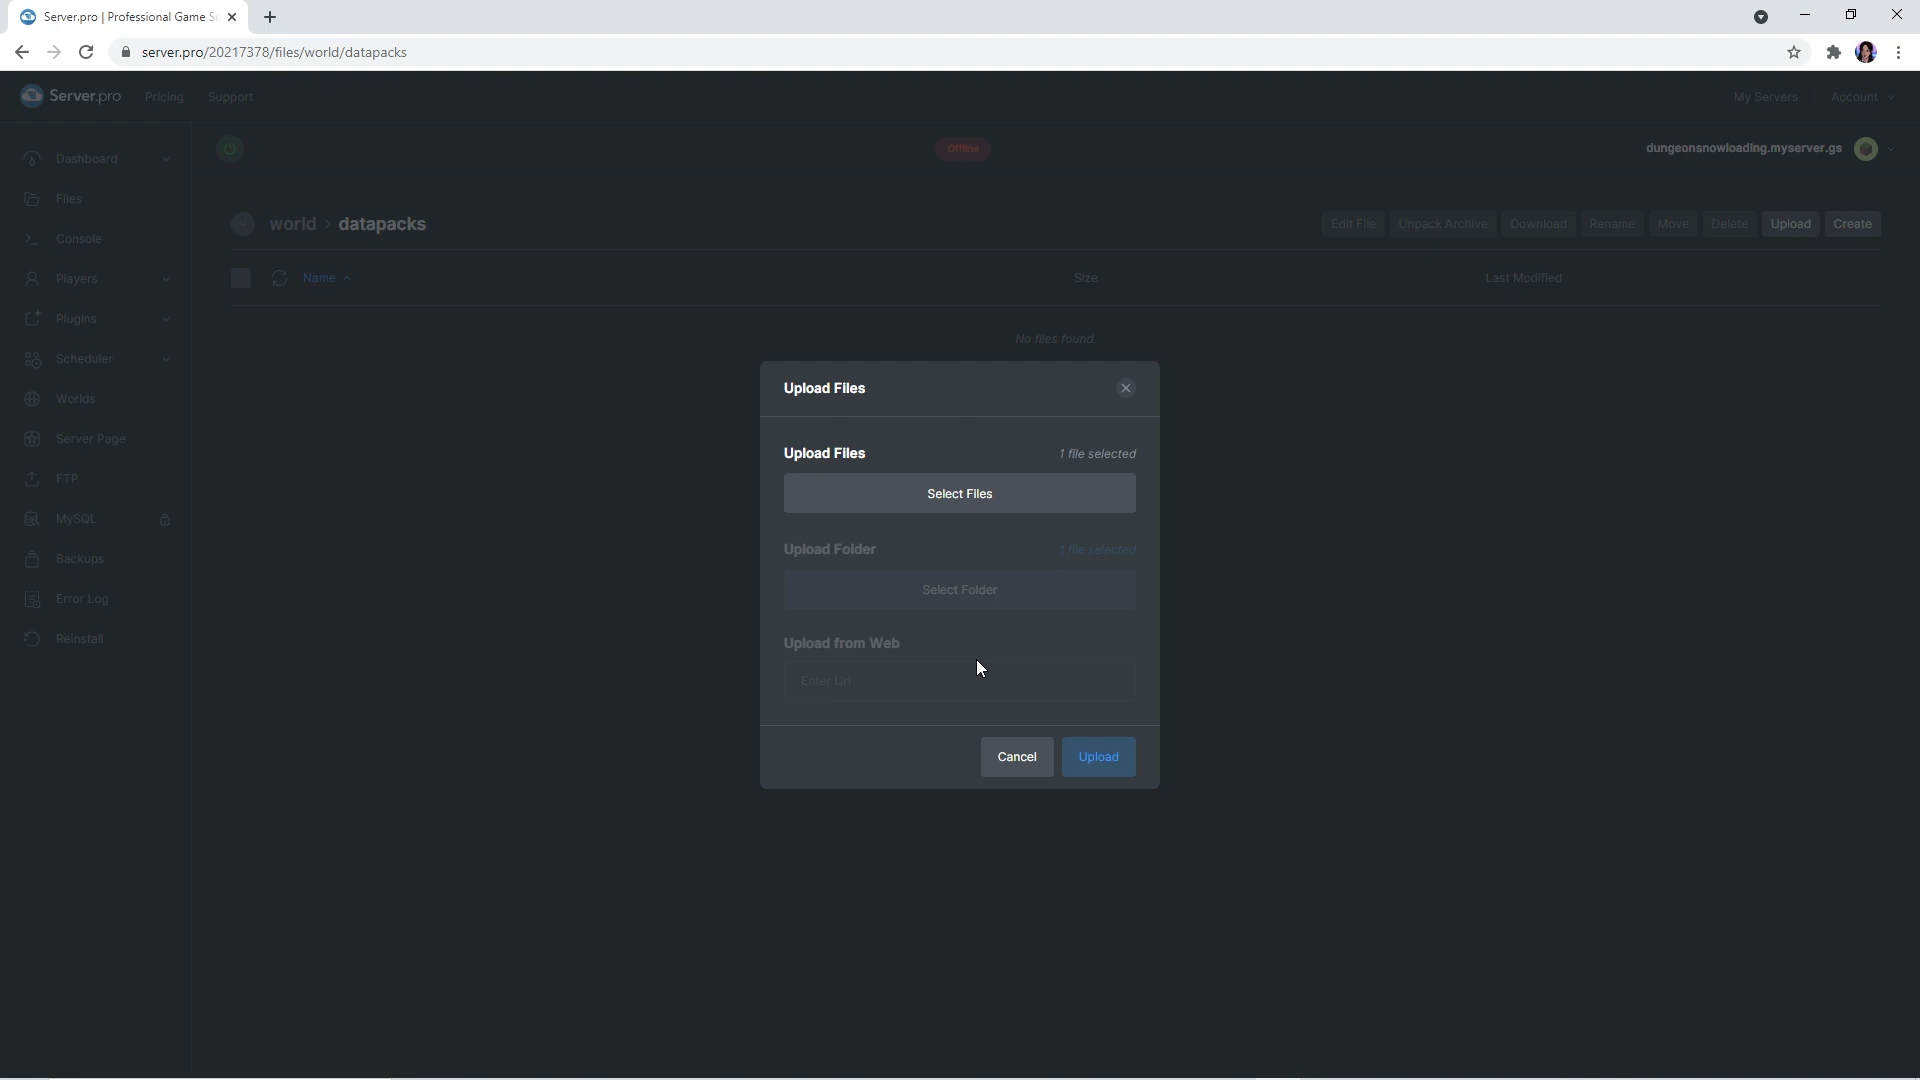 Server.pro | Professional Game Se
server.pro/20217378/files/world/datapacks
Server.pro Pricing Support My Servers Account
Offline dungeonsnowloading.myserver.gs
Dashboard
Files
Console
Players
Plugins
Scheduler
Worlds
Server Page
FTP
MySQL
Backups
Error Log
Reinstall
world > datapacks Edit File Unpack Archive Download Rename Move Delete Upload Create
Name Size Last Modified
No files found.
Upload Files
Upload Files 1 file selected
Select Files
Upload Folder 1 file selected
Select Folder
Upload from Web
Enter Url
Cancel Upload